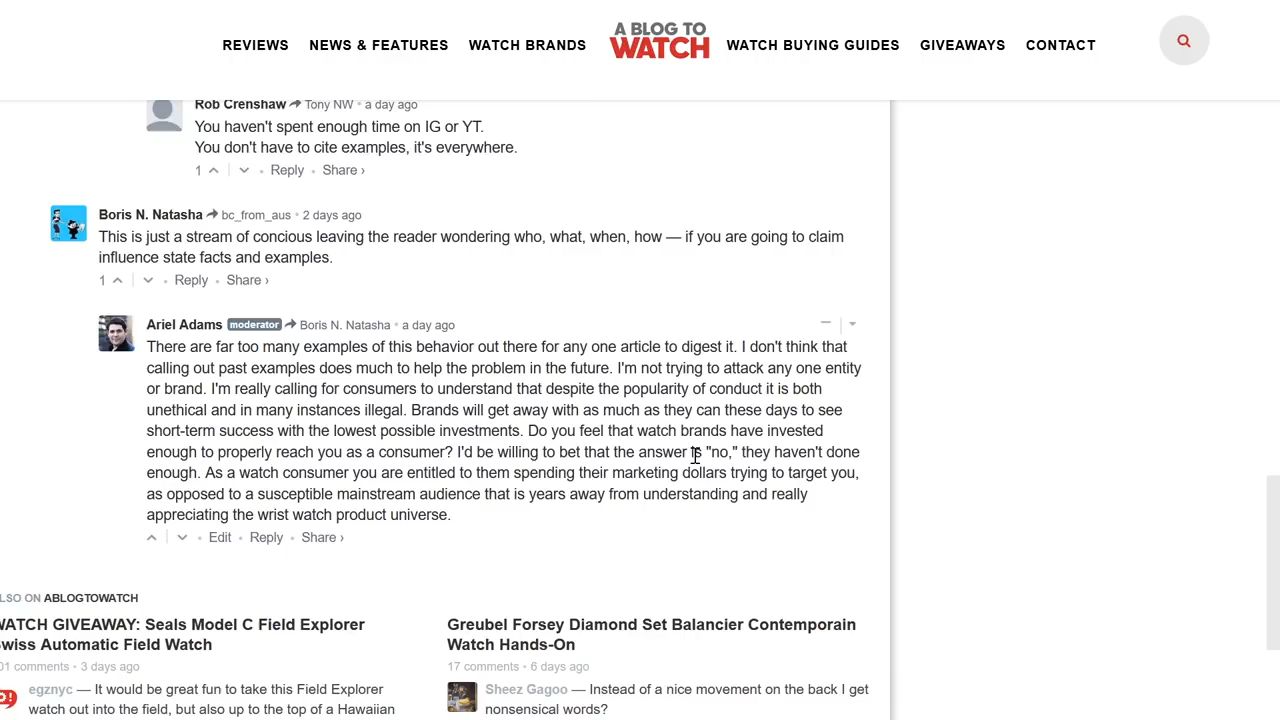 REVIEWS NEWS & FEATURES WATCH BRANDS A BLOG TO WATCH WATCH BUYING GUIDES GIVEAWAYS CONTACT
Rob Crenshaw Tony NW • a day ago
You haven't spent enough time on IG or YT.
You don't have to cite examples, it's everywhere.
1 • Reply • Share ›
Boris N. Natasha bc_from_aus • 2 days ago
This is just a stream of concious leaving the reader wondering who, what, when, how — if you are going to claim
influence state facts and examples.
1 • Reply • Share ›
Ariel Adams moderator Boris N. Natasha • a day ago
There are far too many examples of this behavior out there for any one article to digest it. I don't think that
calling out past examples does much to help the problem in the future. I'm not trying to attack any one entity
or brand. I'm really calling for consumers to understand that despite the popularity of conduct it is both
unethical and in many instances illegal. Brands will get away with as much as they can these days to see
short-term success with the lowest possible investments. Do you feel that watch brands have invested
enough to properly reach you as a consumer? I'd be willing to bet that the answer is "no," they haven't done
enough. As a watch consumer you are entitled to them spending their marketing dollars trying to target you,
as opposed to a susceptible mainstream audience that is years away from understanding and really
appreciating the wrist watch product universe.
• Edit • Reply • Share ›
LSO ON ABLOGTOWATCH
WATCH GIVEAWAY: Seals Model C Field Explorer
Swiss Automatic Field Watch
01 comments • 3 days ago
egznyc — It would be great fun to take this Field Explorer
watch out into the field, but also up to the top of a Hawaiian
Greubel Forsey Diamond Set Balancier Contemporain
Watch Hands-On
17 comments • 6 days ago
Sheez Gagoo — Instead of a nice movement on the back I get
nonsensical words?